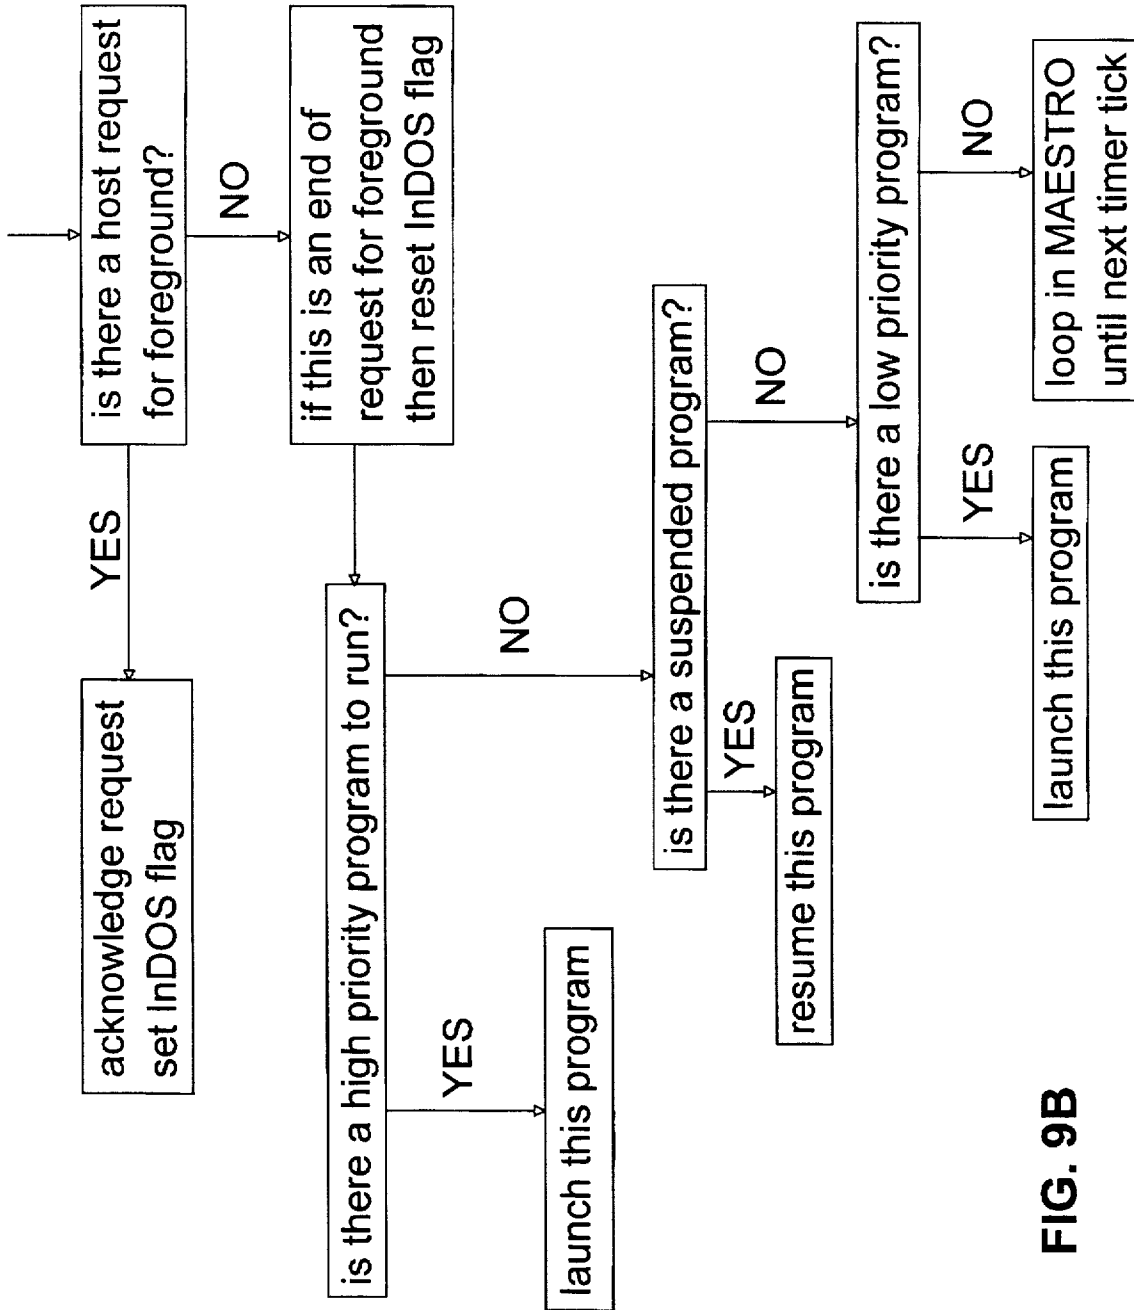 is there a host request
for foreground?
YES
NO
acknowledge request
set InDOS flag
if this is an end of
request for foreground
then reset InDOS flag
is there a high priority program to run?
YES
NO
launch this program
is there a suspended program?
YES
NO
resume this program
is there a low priority program?
YES
NO
launch this program
loop in MAESTRO
until next timer tick
FIG. 9B